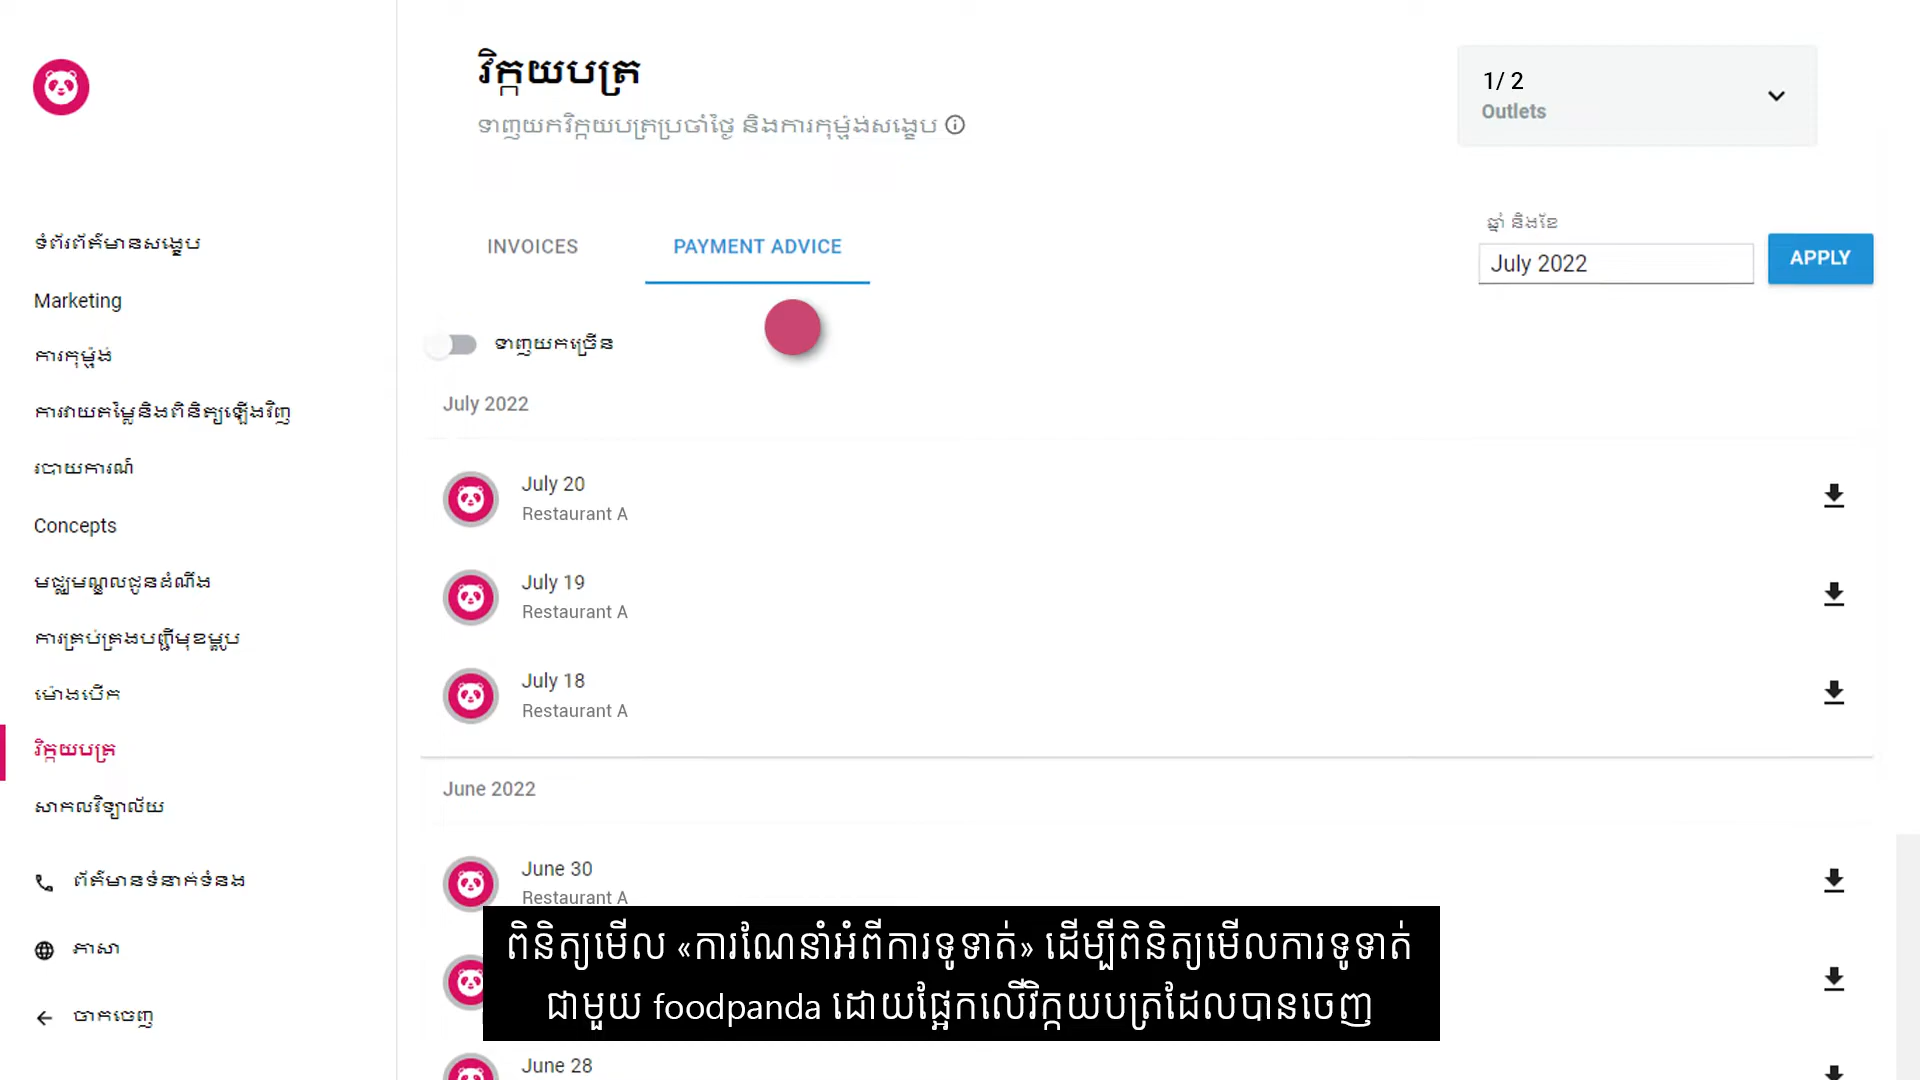 វិក្កយបត្រ
ទាញយកវិក្កយបត្រប្រចាំថ្ងៃ និងការកុម្ម៉ង់សង្ខេប
1/ 2
Outlets
ទំព័រព័ត៌មានសង្ខេប
Marketing
ការកុម្ម៉ង់
ការវាយតម្លៃនិងពិនិត្យឡើងវិញ
របាយការណ៍
Concepts
មជ្ឈមណ្ឌលជូនដំណឹង
ការគ្រប់គ្រងបញ្ជីមុខម្ហូប
ម៉ោងបើក
វិក្កយបត្រ
សាកលវិទ្យាល័យ
ព័ត៌មានទំនាក់ទំនង
ភាសា
ចាកចេញ
INVOICES
PAYMENT ADVICE
ឆ្នាំ និងខែ
July 2022
APPLY
ទាញយកច្រើន
July 2022
July 20
Restaurant A
July 19
Restaurant A
July 18
Restaurant A
June 2022
June 30
Restaurant A
June 28
ពិនិត្យមើល «ការណែនាំអំពីការទូទាត់» ដើម្បីពិនិត្យមើលការទូទាត់
ជាមួយ foodpanda ដោយផ្អែកលើវិក្កយបត្រដែលបានចេញ